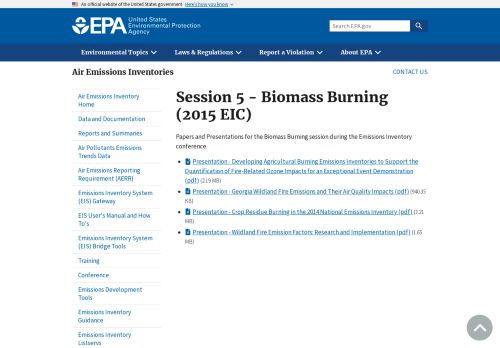 An official website of the United States government Here's how you know
EPA United States
Environmental Protection
Agency
Search EPA.gov
Environmental Topics Laws & Regulations Report a Violation About EPA
Air Emissions Inventories
CONTACT US
Air Emissions Inventory
Home
Data and Documentation
Reports and Summaries
Air Pollutants Emissions
Trends Data
Air Emissions Reporting
Requirement (AERR)
Emissions Inventory System
(EIS) Gateway
EIS User's Manual and How
To's
Emissions Inventory System
(EIS) Bridge Tools
Training
Conference
Emissions Development
Tools
Emissions Inventory
Guidance
Emissions Inventory
Listservs
Session 5 - Biomass Burning
(2015 EIC)
Papers and Presentations for the Biomass Burning session during the Emissions Inventory
conference.
Presentation - Developing Agricultural Burning Emissions Inventories to Support the
Quantification of Fire-Related Ozone Impacts for an Exceptional Event Demonstration
(pdf) (2.19 MB)
Presentation - Georgia Wildland Fire Emissions and Their Air Quality Impacts (pdf) (940.35
KB)
Presentation - Crop Residue Burning in the 2014 National Emissions Inventory (pdf) (2.21
MB)
Presentation - Wildland Fire Emission Factors: Research and Implementation (pdf) (1.65
MB)